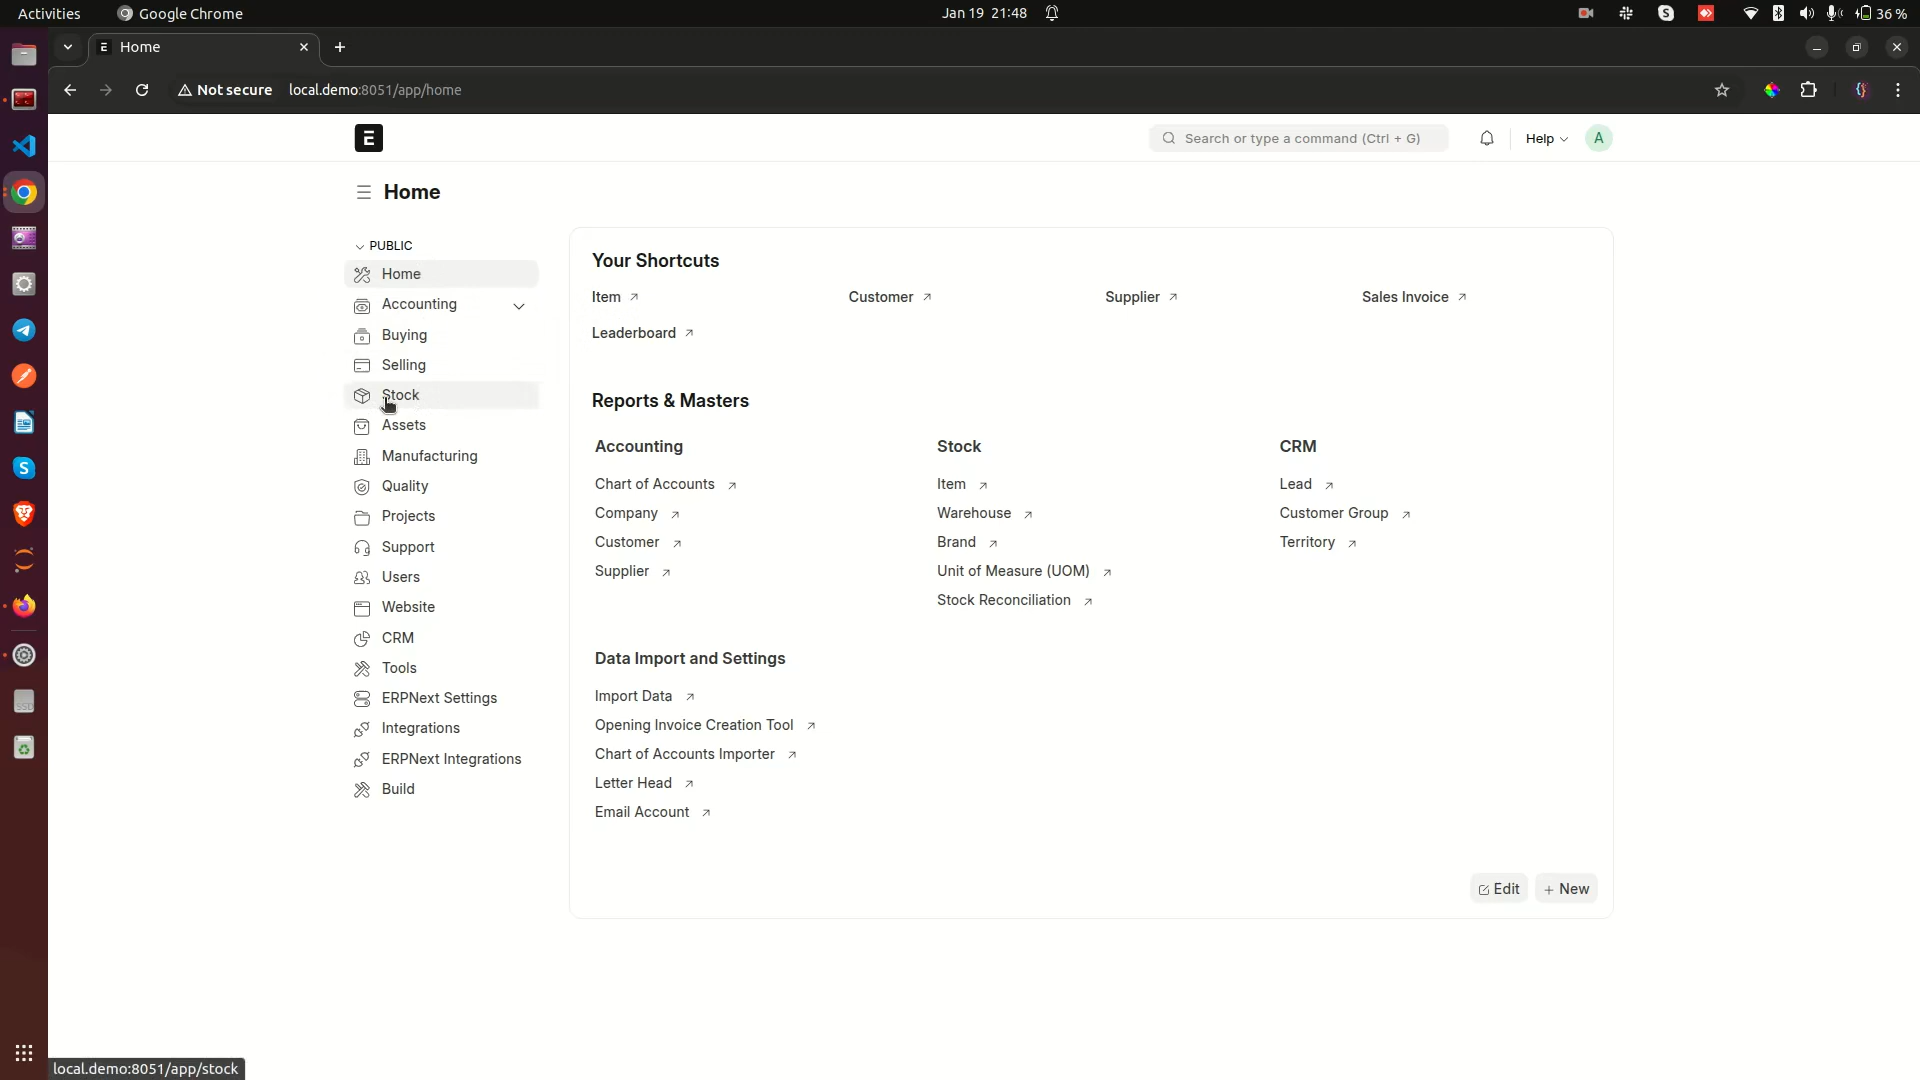 Activities Google Chrome Jan 19 21:48 36 %
E Home
Not secure local.demo:8051/app/home
E Search or type a command (Ctrl + G) Help A
Home
PUBLIC
Home
Accounting
Buying
Selling
Stock
Assets
Manufacturing
Quality
Projects
Support
Users
Website
CRM
Tools
ERPNext Settings
Integrations
ERPNext Integrations
Build
Your Shortcuts
Item Customer Supplier Sales Invoice
Leaderboard
Reports & Masters
Accounting
Chart of Accounts
Company
Customer
Supplier
Stock
Item
Warehouse
Brand
Unit of Measure (UOM)
Stock Reconciliation
CRM
Lead
Customer Group
Territory
Data Import and Settings
Import Data
Opening Invoice Creation Tool
Chart of Accounts Importer
Letter Head
Email Account
Edit + New
local.demo:8051/app/stock